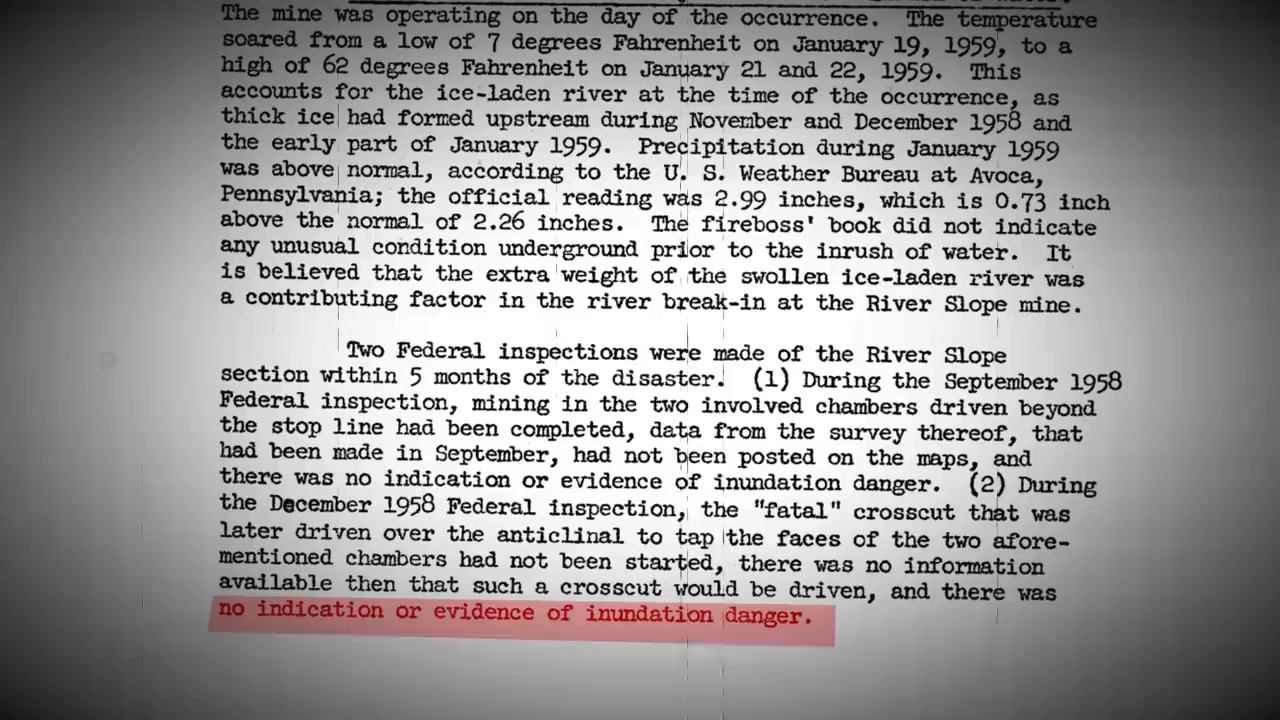 The mine was operating on the day of the occurrence. The temperature
soared from a low of 7 degrees Fahrenheit on January 19, 1959, to a
high of 62 degrees Fahrenheit on January 21 and 22, 1959. This
accounts for the ice-laden river at the time of the occurrence, as
thick ice had formed upstream during November and December 1958 and
the early part of January 1959. Precipitation during January 1959
was above normal, according to the U. S. Weather Bureau at Avoca,
Pennsylvania; the official reading was 2.99 inches, which is 0.73 inch
above the normal of 2.26 inches. The fireboss' book did not indicate
any unusual condition underground prior to the inrush of water. It
is believed that the extra weight of the swollen ice-laden river was
a contributing factor in the river break-in at the River Slope mine.
Two Federal inspections were made of the River Slope
section within 5 months of the disaster. (1) During the September 1958
Federal inspection, mining in the two involved chambers driven beyond
the stop line had been completed, data from the survey thereof, that
had been made in September, had not been posted on the maps, and
there was no indication or evidence of inundation danger. (2) During
the December 1958 Federal inspection, the "fatal" crosscut that was
later driven over the anticlinal to tap the faces of the two afore-
mentioned chambers had not been started, there was no information
available then that such a crosscut would be driven, and there was
no indication or evidence of inundation danger.